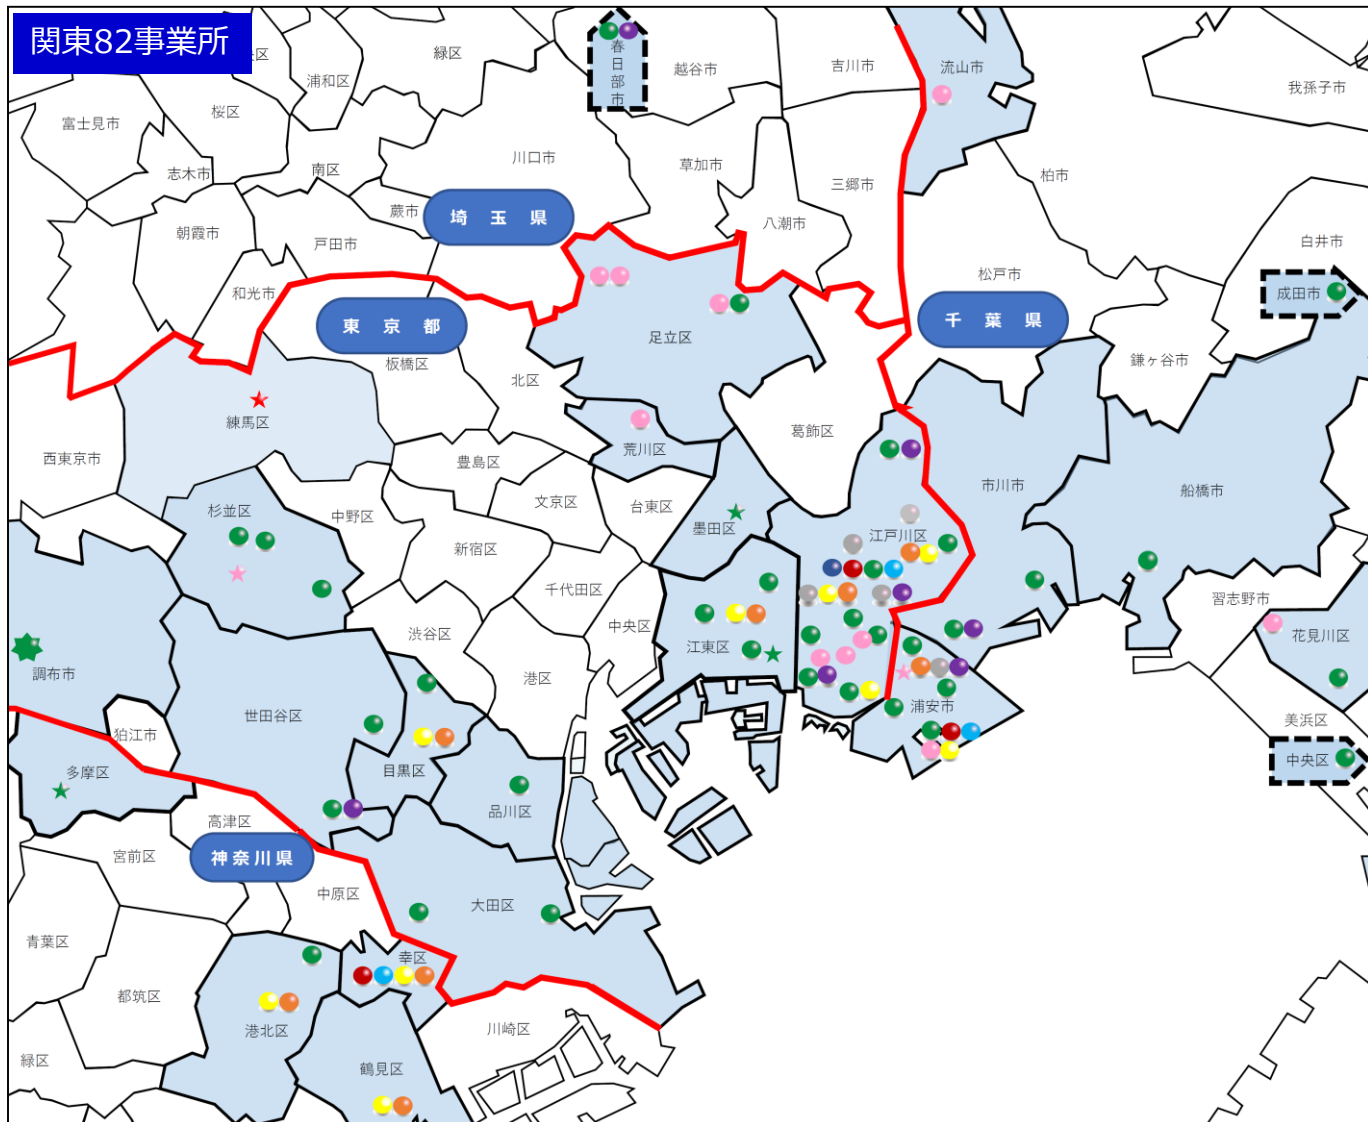 関東82事業所
央区
浦和区
緑区
春日部市
越谷市
吉川市
流山市
我孫子市
富士見市
桜区
志木市
南区
川口市
草加市
三郷市
柏市
蕨市
埼玉県
八潮市
朝霞市
戸田市
白井市
和光市
松戸市
成田市
東京都
千葉県
足立区
板橋区
北区
鎌ヶ谷市
練馬区
荒川区
葛飾区
西東京市
豊島区
市川市
船橋市
杉並区
中野区
文京区
台東区
墨田区
江戸川区
新宿区
千代田区
習志野市
中央区
渋谷区
江東区
花見川区
調布市
港区
世田谷区
浦安市
美浜区
狛江市
多摩区
目黒区
中央区
品川区
高津区
宮前区
神奈川県
中原区
大田区
青葉区
幸区
都筑区
港北区
川崎区
緑区
鶴見区